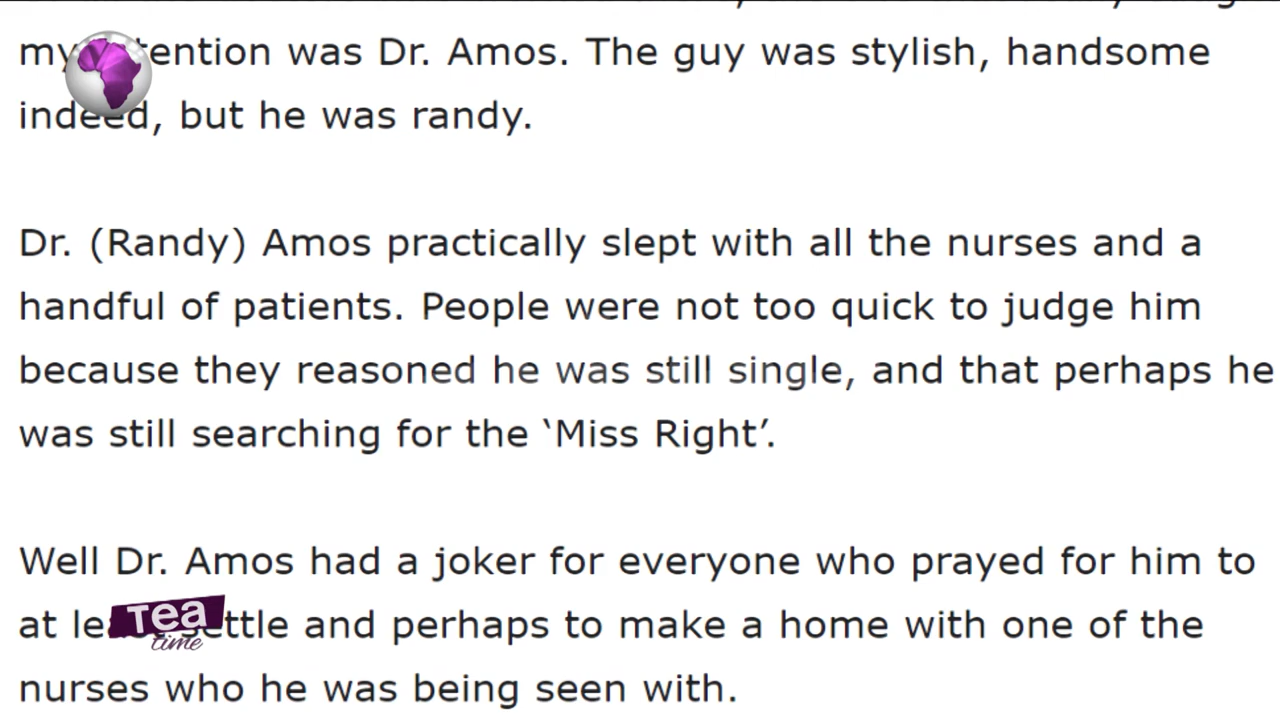 my tention was Dr. Amos. The guy was stylish, handsome
indeed, but he was randy.
Dr. (Randy) Amos practically slept with all the nurses and a
handful of patients. People were not too quick to judge him
because they reasoned he was still single, and that perhaps he
was still searching for the ‘Miss Right’.
Well Dr. Amos had a joker for everyone who prayed for him to
at settle and perhaps to make a home with one of the
nurses who he was being seen with.
Tea
time